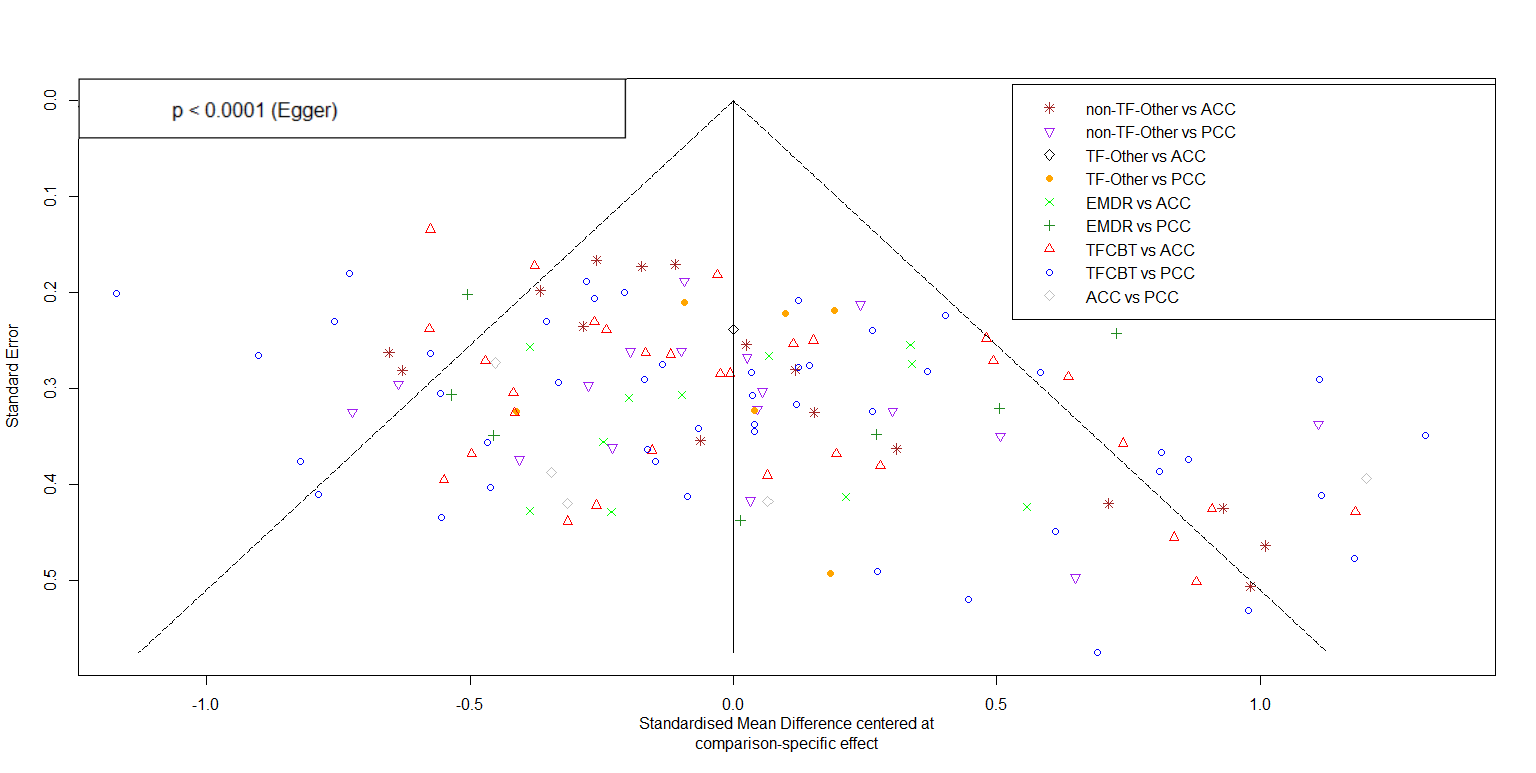 p < 0.0001 (Egger)
non-TF-Other vs ACC
non-TF-Other vs PCC
TF-Other vs ACC
TF-Other vs PCC
EMDR vs ACC
EMDR vs PCC
TFCBT vs ACC
TFCBT vs PCC
ACC vs PCC
Standard Error
0.0
0.1
0.2
0.3
0.4
0.5
-1.0
-0.5
0.0
0.5
1.0
Standardised Mean Difference centered at
comparison-specific effect